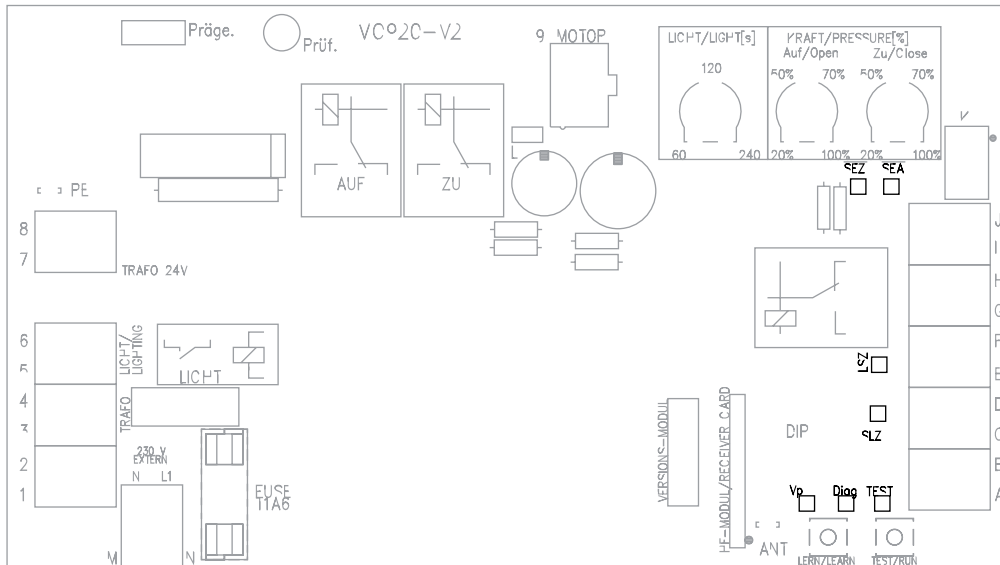 Präge.
Prüf.
VC°2C-V2
9 MOTOP
LICHT/LIGHT[s]
120
60 240
KRAFT/PRESSURE[%]
Auf/Open Zu/Close
50% 70% 50% 70%
20% 100% 20% 100%
V
L
AUF
ZU
SEZ SEA
PE
8
7
TRAFO 24V
J
I
H
G
F
E
D
C
B
A
6
5
4
3
2
1
LICHT/
LIGHTING
LICHT
TRAFO
230 V
EXTERN
N L1
M N
FUSE
T1A6
VERSIONS-MODUL
HF-MODUL/RECEIVER CARD
LSZ
DIP
SLZ
Vp Diag TEST
ANT
LERN/LEARN TEST/RUN